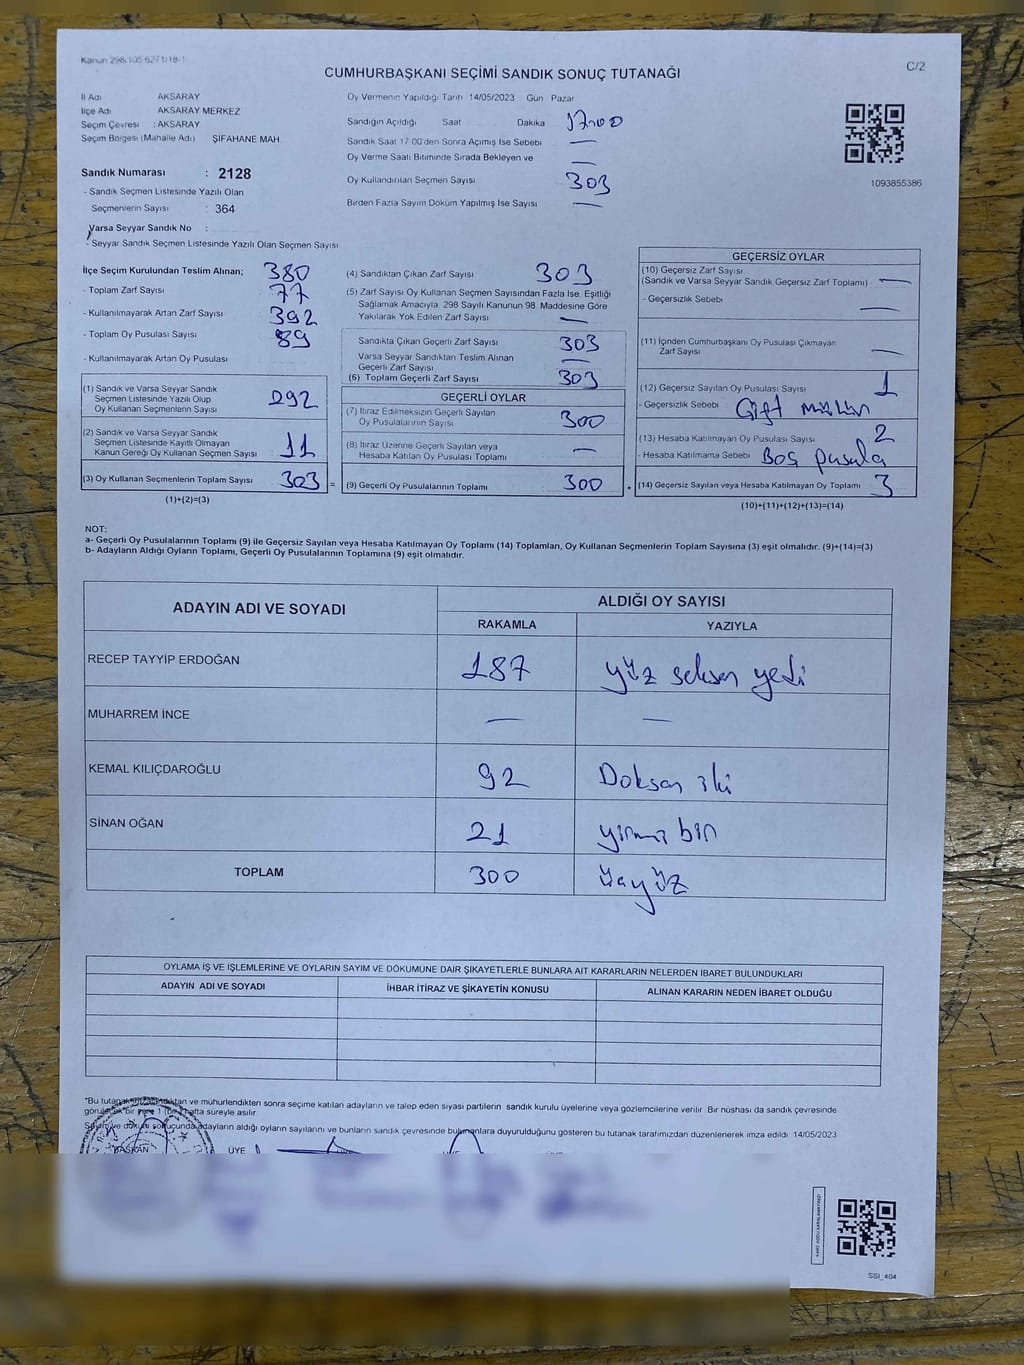 Kanun 298/105 6271/18-1
C/2
CUMHURBAŞKANI SEÇİMİ SANDIK SONUÇ TUTANAĞI
İl Adı AKSARAY
İlçe Adı AKSARAY MERKEZ
Seçim Çevresi : AKSARAY
Seçim Bölgesi (Mahalle Adı) ŞİFAHANE MAH
Sandık Numarası : 2128
- Sandık Seçmen Listesinde Yazılı Olan
Seçmenlerin Sayısı : 364
Varsa Seyyar Sandık No :
- Seyyar Sandık Seçmen Listesinde Yazılı Olan Seçmen Sayısı
Oy Vermenin Yapıldığı Tarih 14/05/2023 Gün Pazar
Sandığın Açıldığı Saat Dakika 17:00
Sandık Saat 17 00'den Sonra Açımış İse Sebebi —
Oy Verme Saati Bitiminde Sırada Bekleyen ve —
Oy Kullandırılan Seçmen Sayısı 303
Birden Fazla Sayım Döküm Yapılmış İse Sayısı —
1093855386
İlçe Seçim Kurulundan Teslim Alınan; 380
- Toplam Zarf Sayısı 77
- Kullanılmayarak Artan Zarf Sayısı 392
- Toplam Oy Pusulası Sayısı 89
- Kullanılmayarak Artan Oy Pusulası
(1) Sandık ve Varsa Seyyar Sandık
Seçmen Listesinde Yazılı Olup
Oy Kullanan Seçmenlerin Sayısı 292
(2) Sandık ve Varsa Seyyar Sandık
Seçmen Listesinde Kayıtlı Olmayan
Kanun Gereği Oy Kullanan Seçmen Sayısı 11
(3) Oy Kullanan Seçmenlerin Toplam Sayısı 303 =
(1)+(2)=(3)
(4) Sandıktan Çıkan Zarf Sayısı 303
(5) Zarf Sayısı Oy Kullanan Seçmen Sayısından Fazla İse, Eşitliği
Sağlamak Amacıyla, 298 Sayılı Kanunun 98. Maddesine Göre
Yakılarak Yok Edilen Zarf Sayısı —
Sandıkta Çıkan Geçerli Zarf Sayısı 303
Varsa Seyyar Sandıktan Teslim Alınan
Geçerli Zarf Sayısı —
(6) Toplam Geçerli Zarf Sayısı 303
GEÇERLİ OYLAR
(7) İtiraz Edilmeksizin Geçerli Sayılan
Oy Pusulalarının Sayısı 300
(8) İtiraz Üzerine Geçerli Sayılan veya
Hesaba Katılan Oy Pusulası Toplamı —
(9) Geçerli Oy Pusulalarının Toplamı 300 +
GEÇERSİZ OYLAR
(10) Geçersiz Zarf Sayısı
(Sandık ve Varsa Seyyar Sandık Geçersiz Zarf Toplamı) —
- Geçersizlik Sebebi —
(11) İçinden Cumhurbaşkanı Oy Pusulası Çıkmayan
Zarf Sayısı —
(12) Geçersiz Sayılan Oy Pusulası Sayısı 1
- Geçersizlik Sebebi Çift mühür
(13) Hesaba Katılmayan Oy Pusulası Sayısı 2
- Hesaba Katılmama Sebebi Boş pusula
(14) Geçersiz Sayılan veya Hesaba Katılmayan Oy Toplamı 3
(10)+(11)+(12)+(13)=(14)
NOT:
a- Geçerli Oy Pusulalarının Toplamı (9) ile Geçersiz Sayılan veya Hesaba Katılmayan Oy Toplamı (14) Toplamları, Oy Kullanan Seçmenlerin Toplam Sayısına (3) eşit olmalıdır. (9)+(14)=(3)
b- Adayların Aldığı Oyların Toplamı, Geçerli Oy Pusulalarının Toplamına (9) eşit olmalıdır.
ADAYIN ADI VE SOYADI ALDIĞI OY SAYISI
RAKAMLA YAZIYLA
RECEP TAYYİP ERDOĞAN 187 yüz seksen yedi
MUHARREM İNCE — —
KEMAL KILIÇDAROĞLU 92 Doksan iki
SİNAN OĞAN 21 yirmi bir
TOPLAM 300 üçyüz
OYLAMA İŞ VE İŞLEMLERİNE VE OYLARIN SAYIM VE DÖKÜMÜNE DAİR ŞİKAYETLERLE BUNLARA AİT KARARLARIN NELERDEN İBARET BULUNDUKLARI
ADAYIN ADI VE SOYADI İHBAR İTİRAZ VE ŞİKAYETİN KONUSU ALINAN KARARIN NEDEN İBARET OLDUĞU
*Bu tutanak ve mühürlendikten sonra seçime katılan adayların ve talep eden siyasi partilerin sandık kurulu üyelerine veya gözlemcilerine verilir Bir nüshası da sandık çevresinde
görülecek bir yere 1 (bir) hafta süreyle asılır
Sayım ve döküm sonucunda adayların aldığı oyların sayılarını ve bunların sandık çevresinde bulunanlara duyurulduğunu gösteren bu tutanak tarafımızdan düzenlenerek imza edildi 14/05/2023
BAŞKAN ÜYE
SSI_404